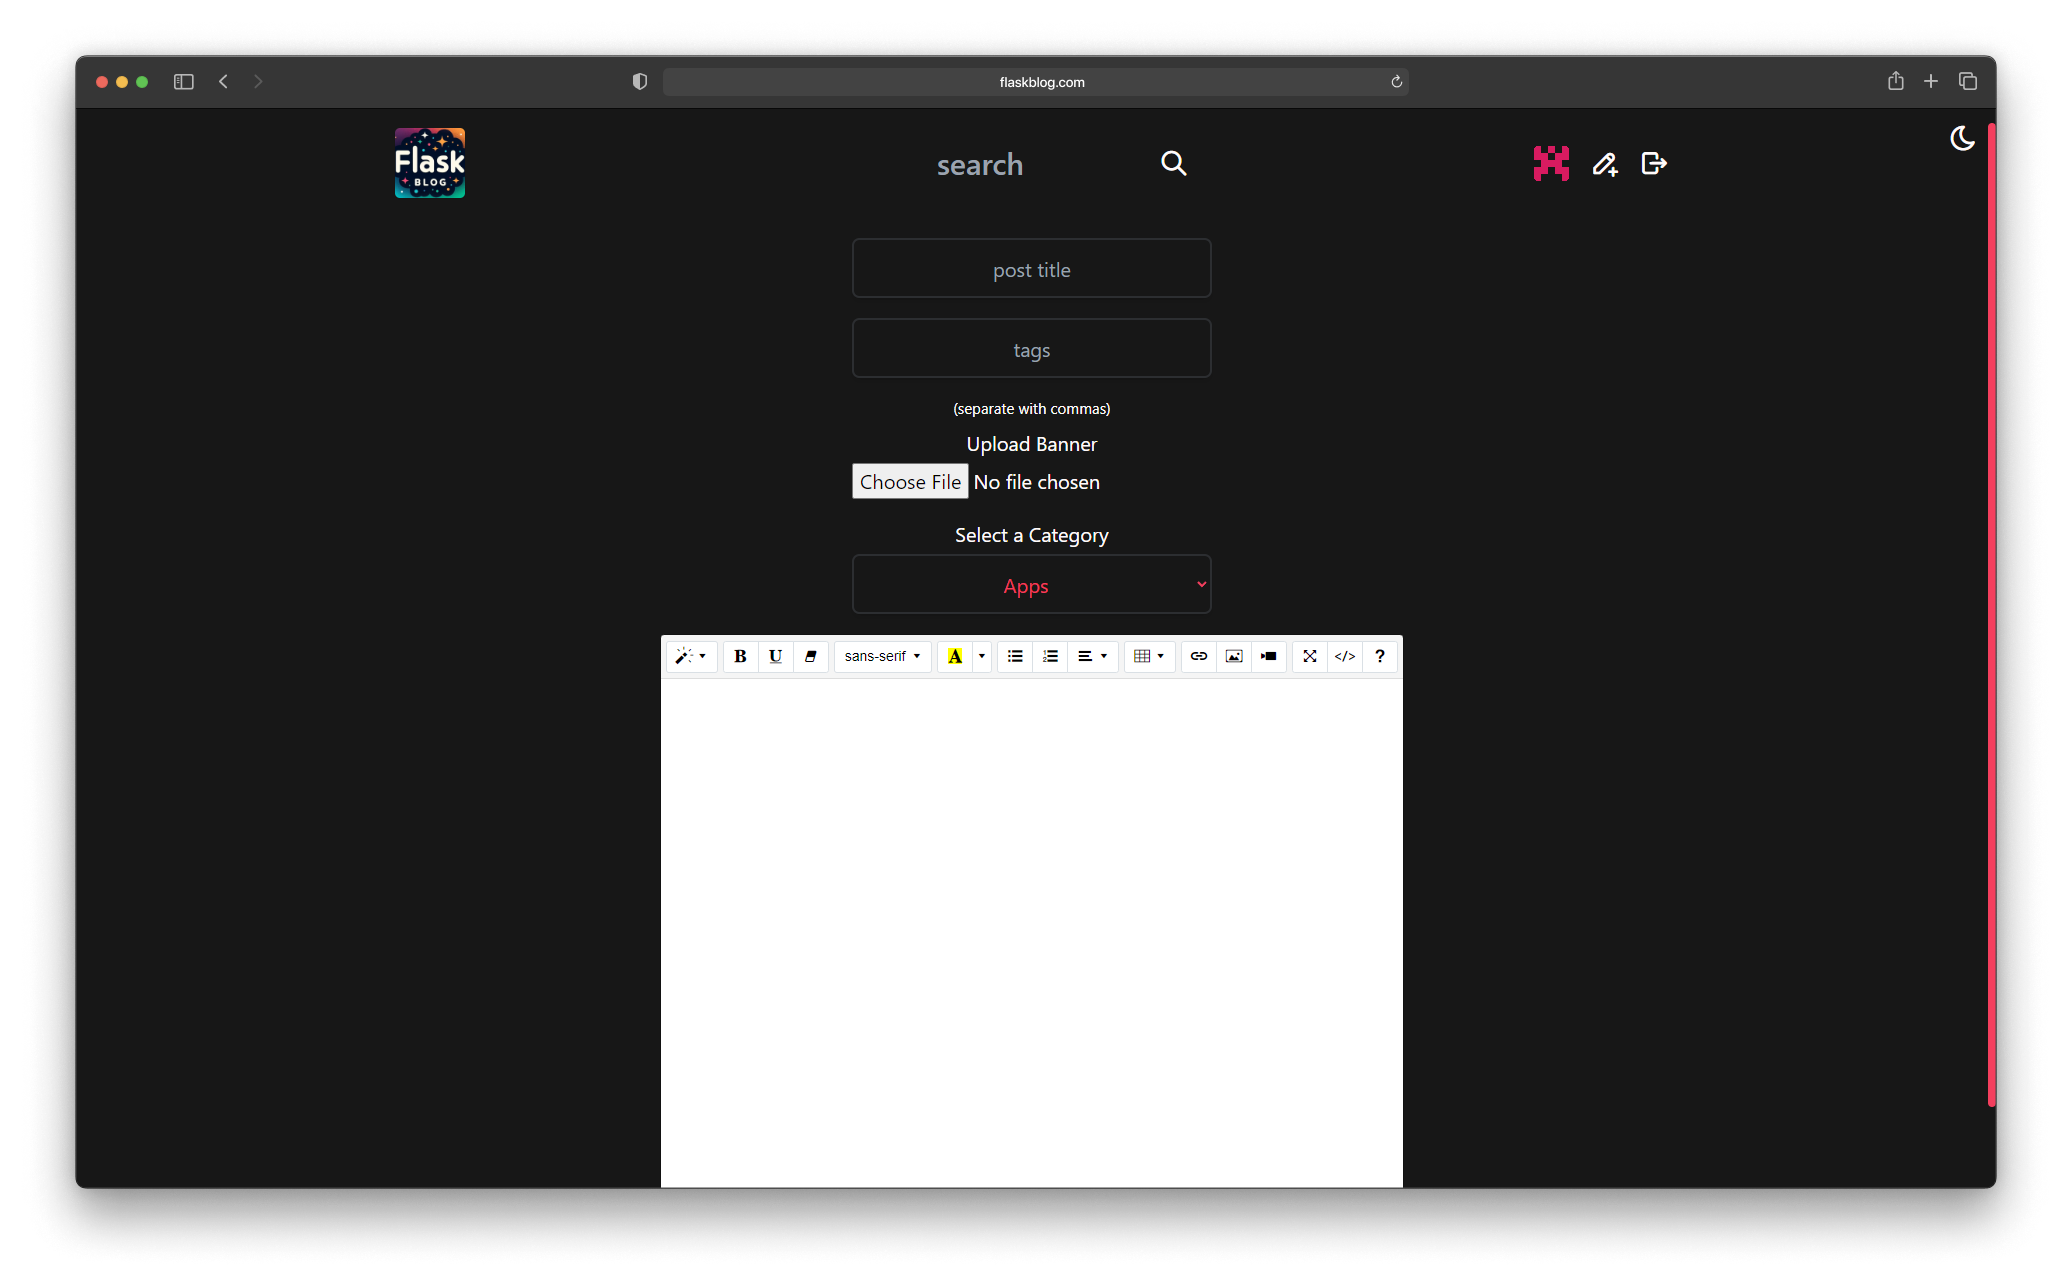 flaskblog.com
Flask
BLOG
search
post title
tags
(separate with commas)
Upload Banner
Choose File No file chosen
Select a Category
Apps
B U sans-serif A </> ?